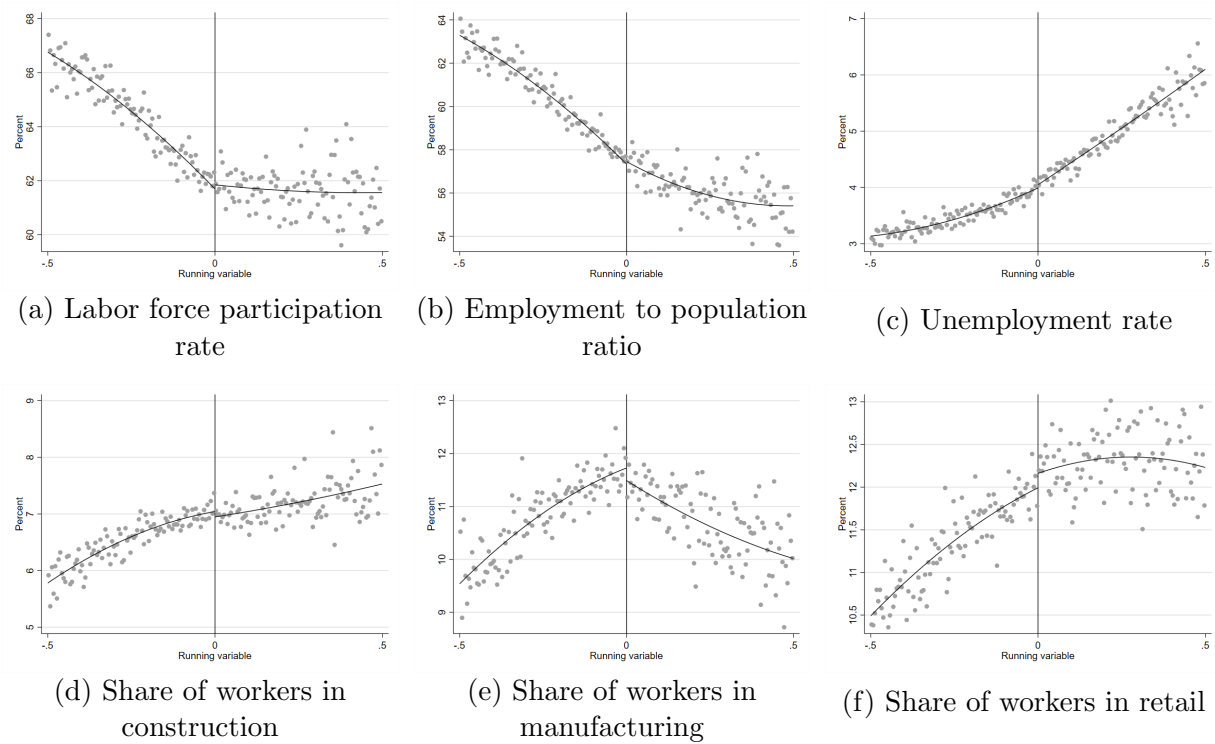 68
66
64
62
60
Percent
-.5
0
.5
Running variable
(a) Labor force participation
rate
64
62
60
58
56
54
Percent
-.5
0
.5
Running variable
(b) Employment to population
ratio
7
6
5
4
3
Percent
-.5
0
.5
Running variable
(c) Unemployment rate
9
8
7
6
5
Percent
-.5
0
.5
Running variable
(d) Share of workers in
construction
13
12
11
10
9
Percent
-.5
0
.5
Running variable
(e) Share of workers in
manufacturing
13
12.5
12
11.5
11
10.5
Percent
-.5
0
.5
Running variable
(f) Share of workers in retail